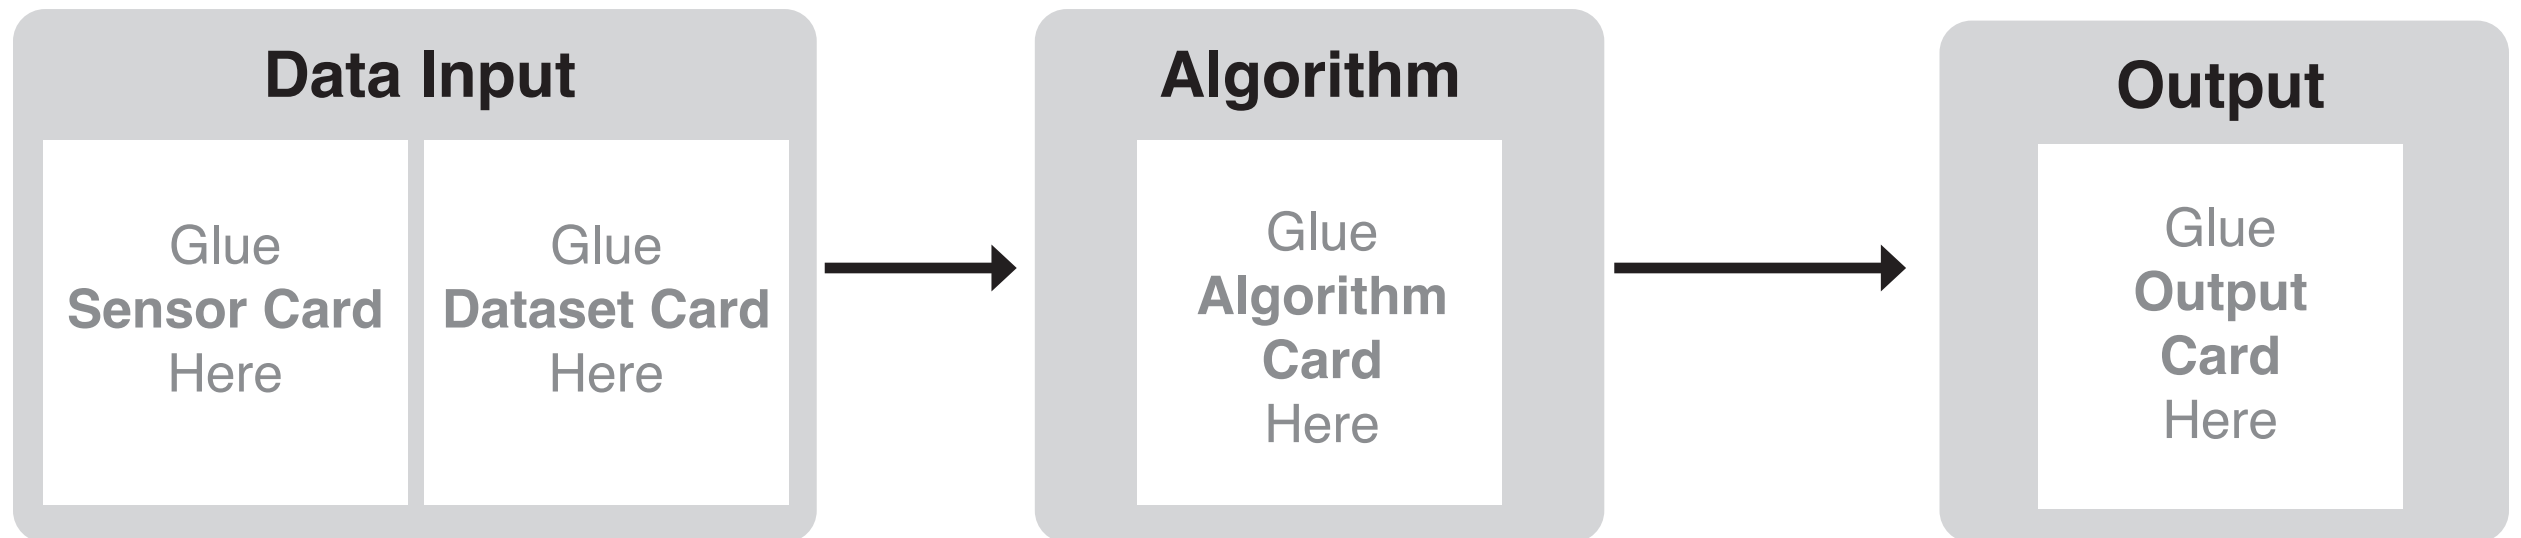 Data Input
Glue
Sensor Card
Here
Glue
Dataset Card
Here
Algorithm
Glue
Algorithm
Card
Here
Output
Glue
Output
Card
Here